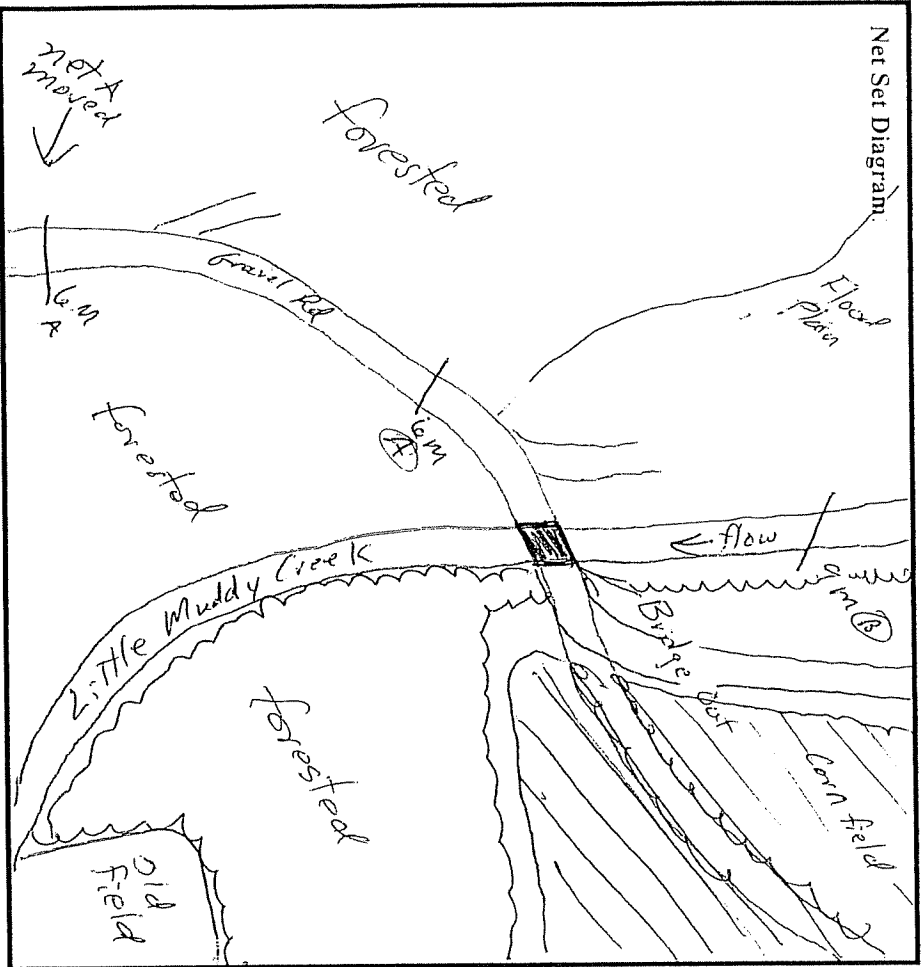 Net Set Diagram
net A
moved
forested
Flood
Plain
Gravel Rd
6 M
A
6 M
A
forested
flow
9 m B
Little Muddy Creek
Bridge out
Corn field
forested
Old
field